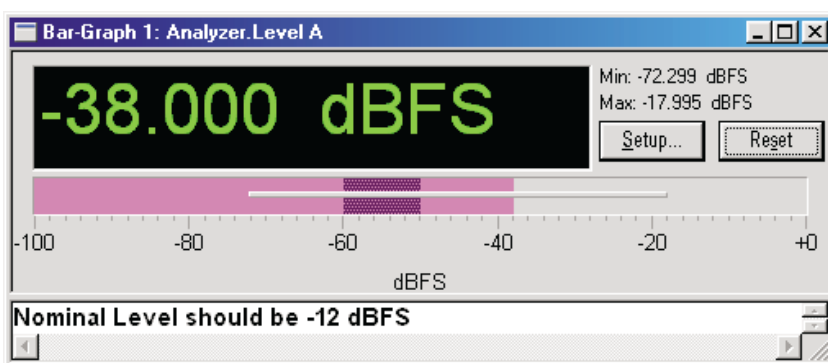 Bar-Graph 1: Analyzer.Level A
-38.000 dBFS
Min: -72.299 dBFS
Max: -17.995 dBFS
Setup...
Reset
-100 -80 -60 -40 -20 +0
dBFS
Nominal Level should be -12 dBFS